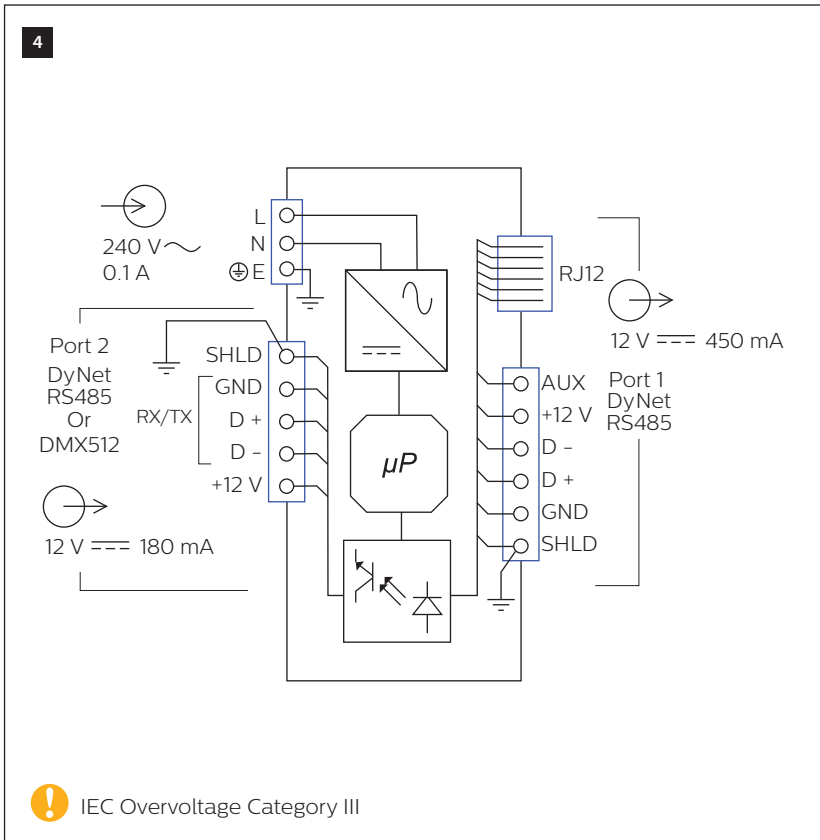 4
240 V
0.1 A
L
N
E
Port 2
DyNet
RS485
Or
DMX512
RX/TX
SHLD
GND
D +
D -
+12 V
12 V 180 mA
µP
RJ12
12 V 450 mA
AUX
+12 V
D -
D +
GND
SHLD
Port 1
DyNet
RS485
! IEC Overvoltage Category III